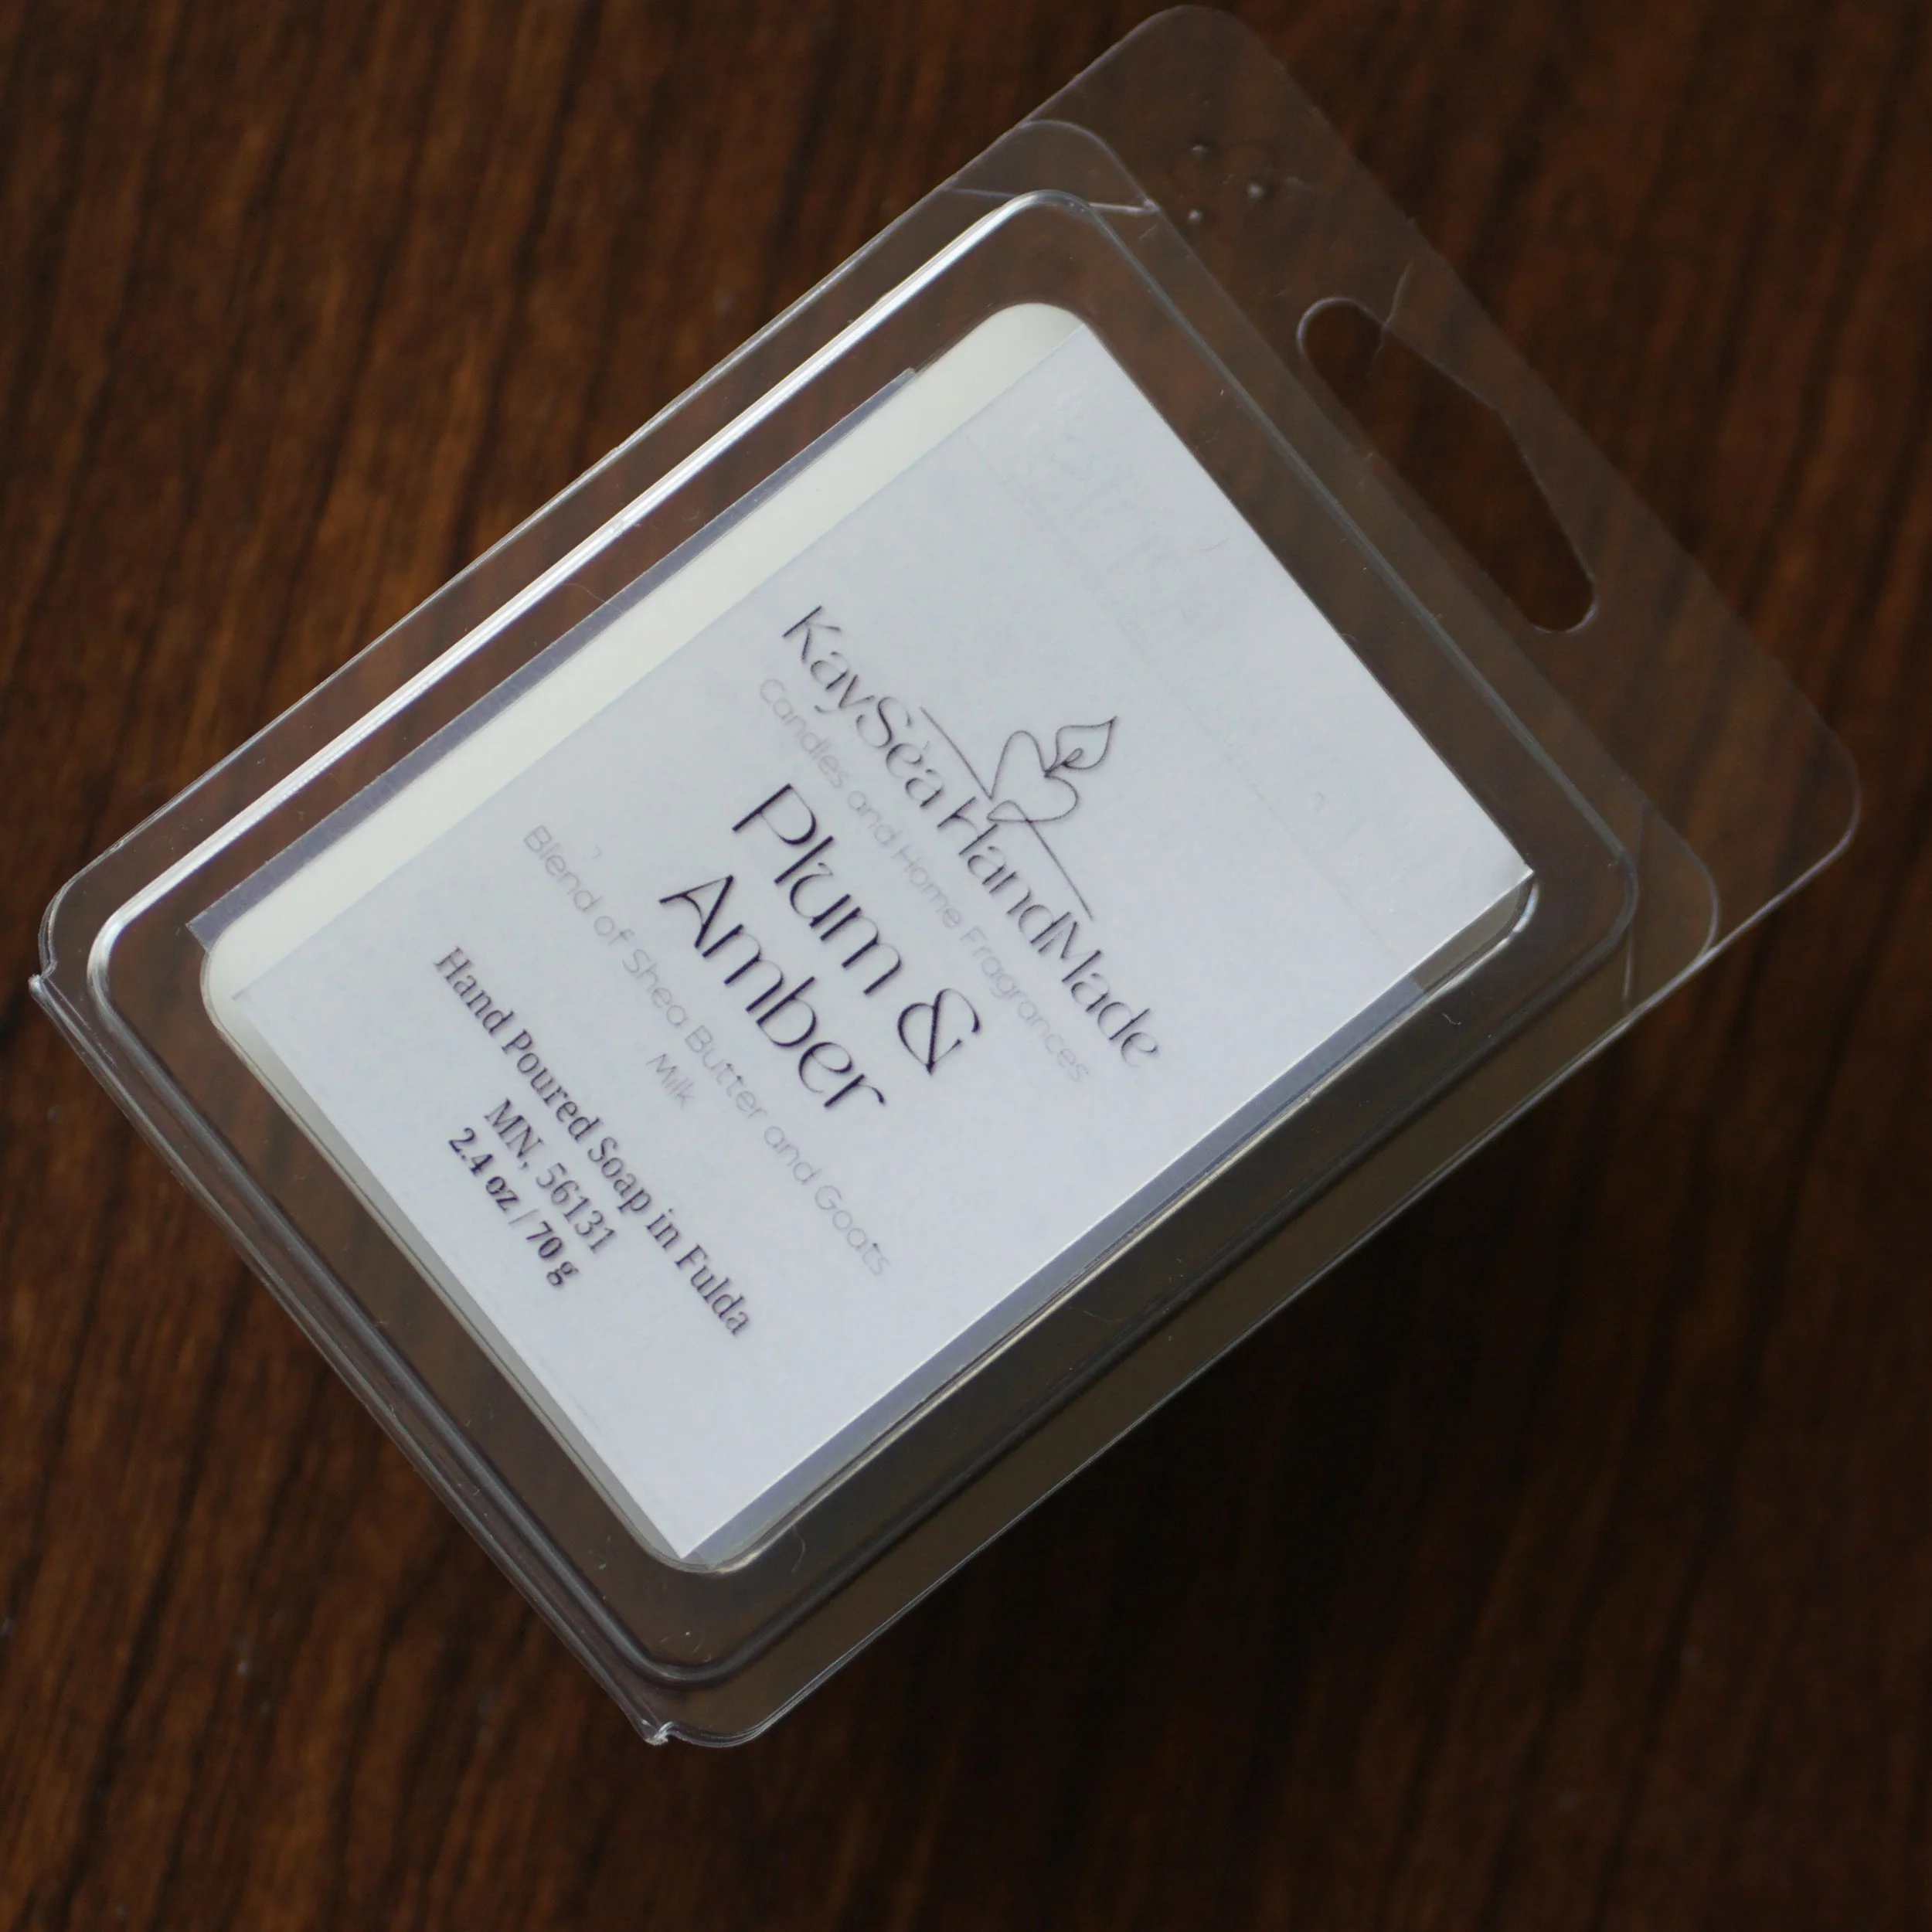 KaySea HandMade
Candles and Home Fragrances
Plum &
Amber
Blend of Shea Butter and Goats
Milk
Hand Poured Soap in Fulda
MN, 56131
2.4 oz / 70 g